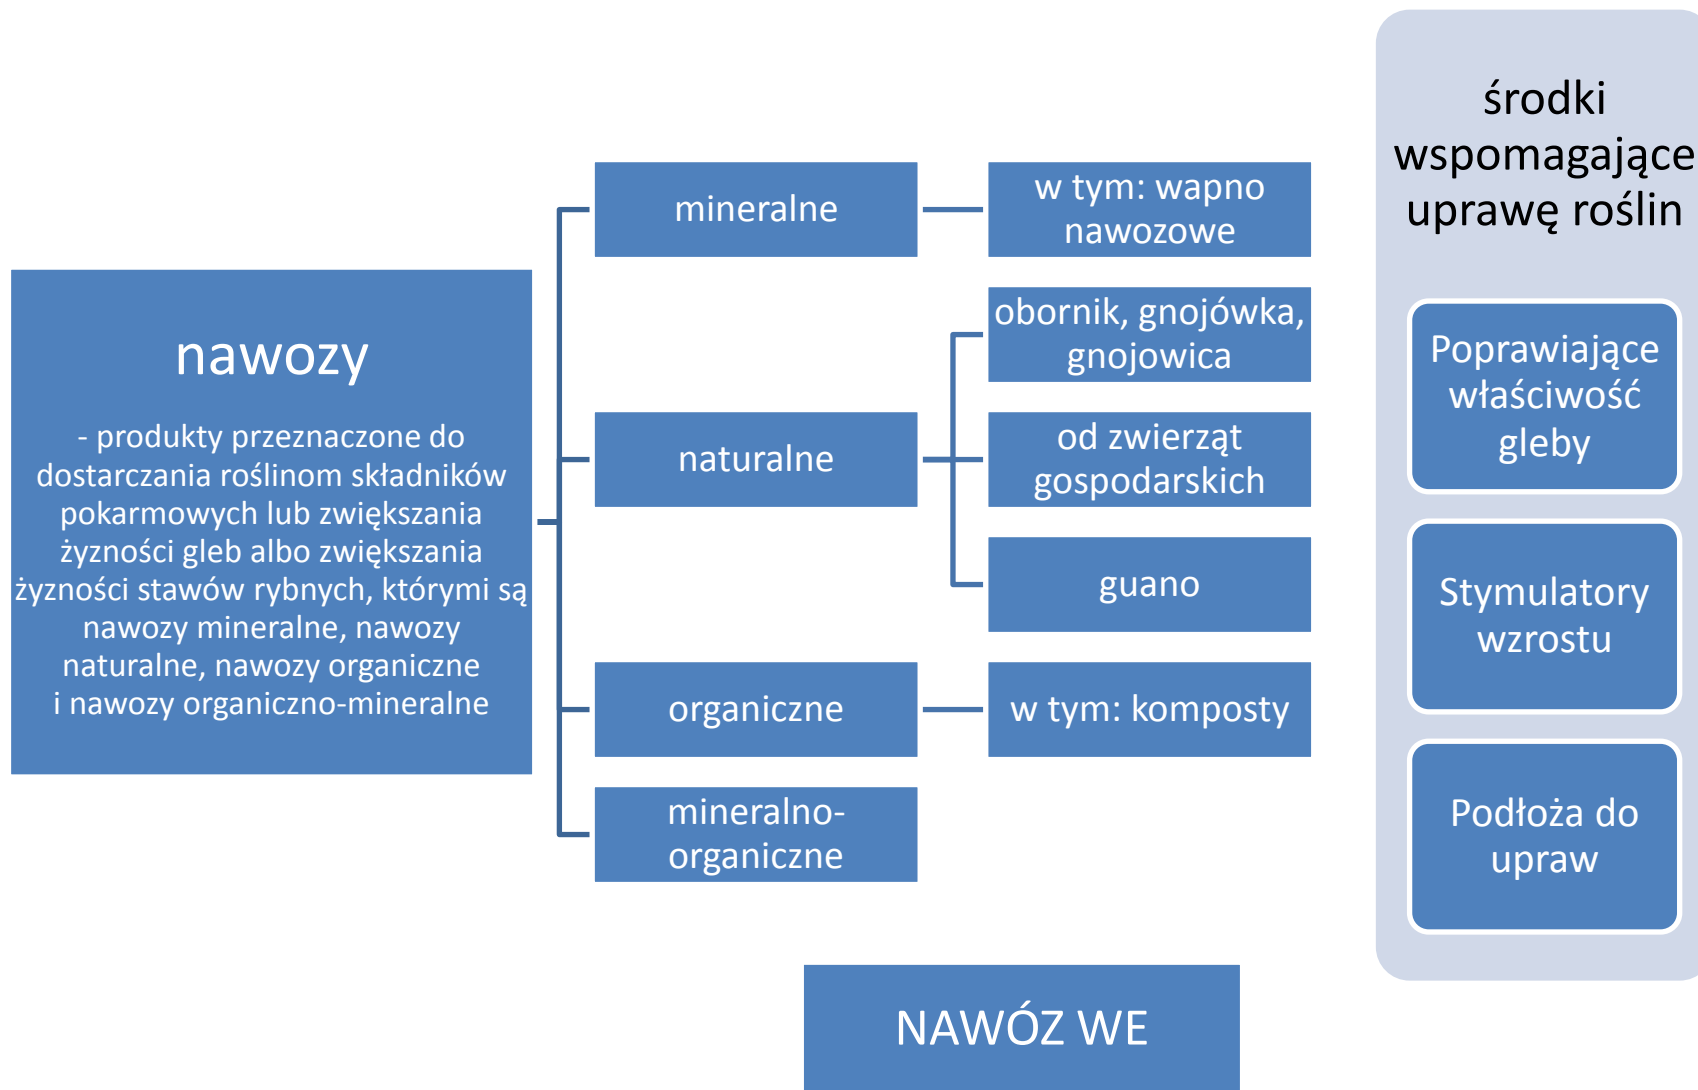 nawozy
- produkty przeznaczone do
dostarczania roślinom składników
pokarmowych lub zwiększania
żyzności gleb albo zwiększania
żyzności stawów rybnych, którymi są
nawozy mineralne, nawozy
naturalne, nawozy organiczne
i nawozy organiczno-mineralne
mineralne
w tym: wapno
nawozowe
naturalne
obornik, gnojówka,
gnojowica
od zwierząt
gospodarskich
guano
organiczne
w tym: komposty
mineralno-
organiczne
środki
wspomagające
uprawę roślin
Poprawiające
właściwość
gleby
Stymulatory
wzrostu
Podłoża do
upraw
NAWÓZ WE